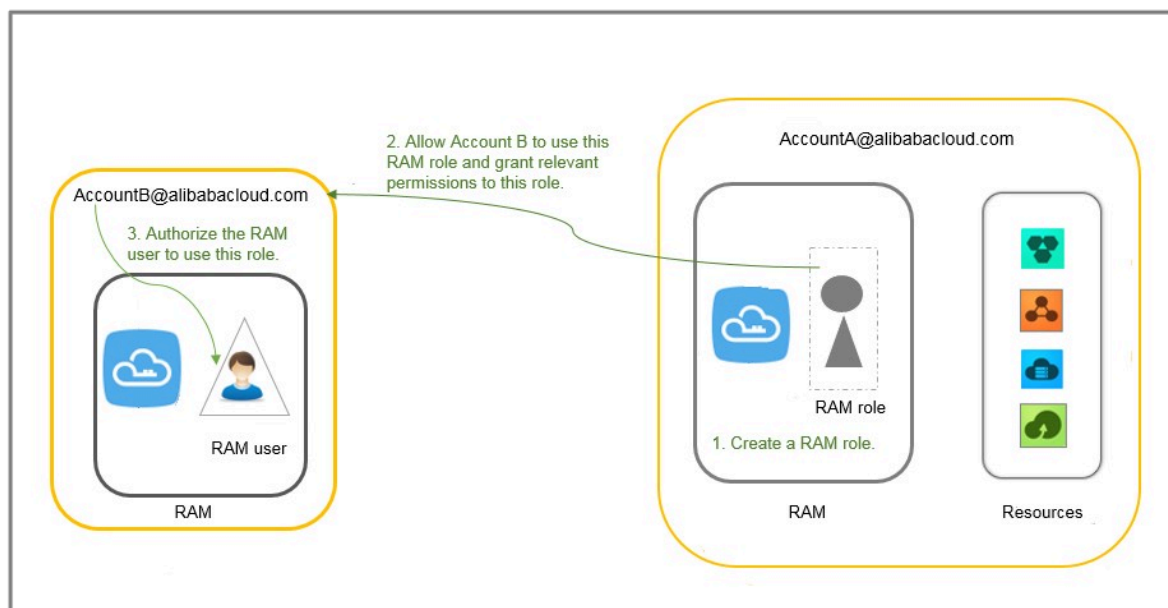 AccountA@alibabacloud.com
2. Allow Account B to use this
RAM role and grant relevant
permissions to this role.
AccountB@alibabacloud.com
3. Authorize the RAM
user to use this role.
RAM role
RAM user
1. Create a RAM role.
RAM
RAM
Resources